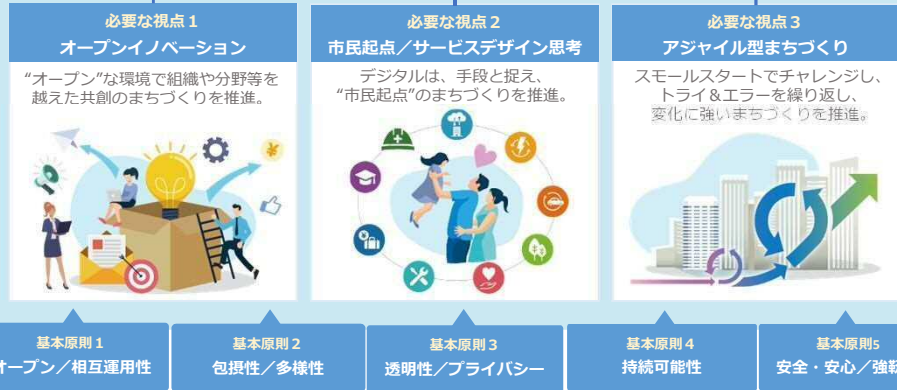 必要な視点1
オープンイノベーション
“オープン”な環境で組織や分野等を
越えた共創のまちづくりを推進。
必要な視点2
市民起点／サービスデザイン思考
デジタルは、手段と捉え、
“市民起点”のまちづくりを推進。
必要な視点3
アジャイル型まちづくり
スモールスタートでチャレンジし、
トライ＆エラーを繰り返し、
変化に強いまちづくりを推進。
¥
基本原則1
オープン／相互運用性
基本原則2
包摂性／多様性
基本原則3
透明性／プライバシー
基本原則4
持続可能性
基本原則5
安全・安心／強靭